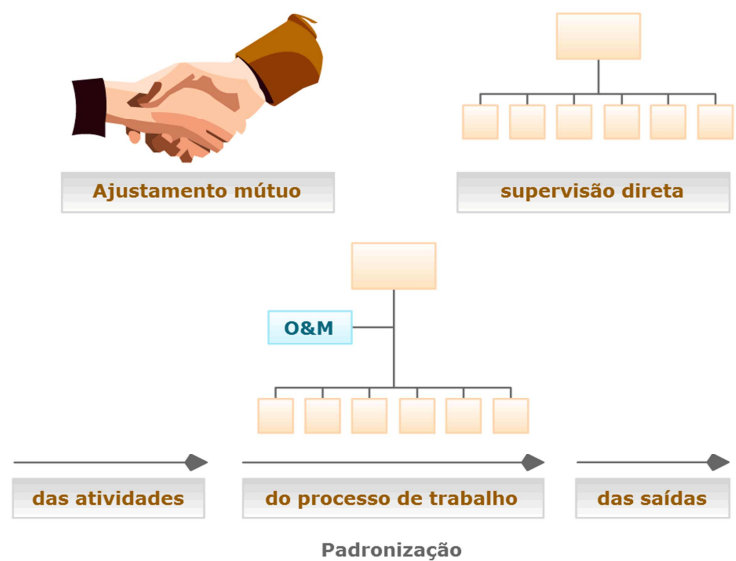 Ajustamento mútuo
supervisão direta
O&M
das atividades
do processo de trabalho
das saídas
Padronização